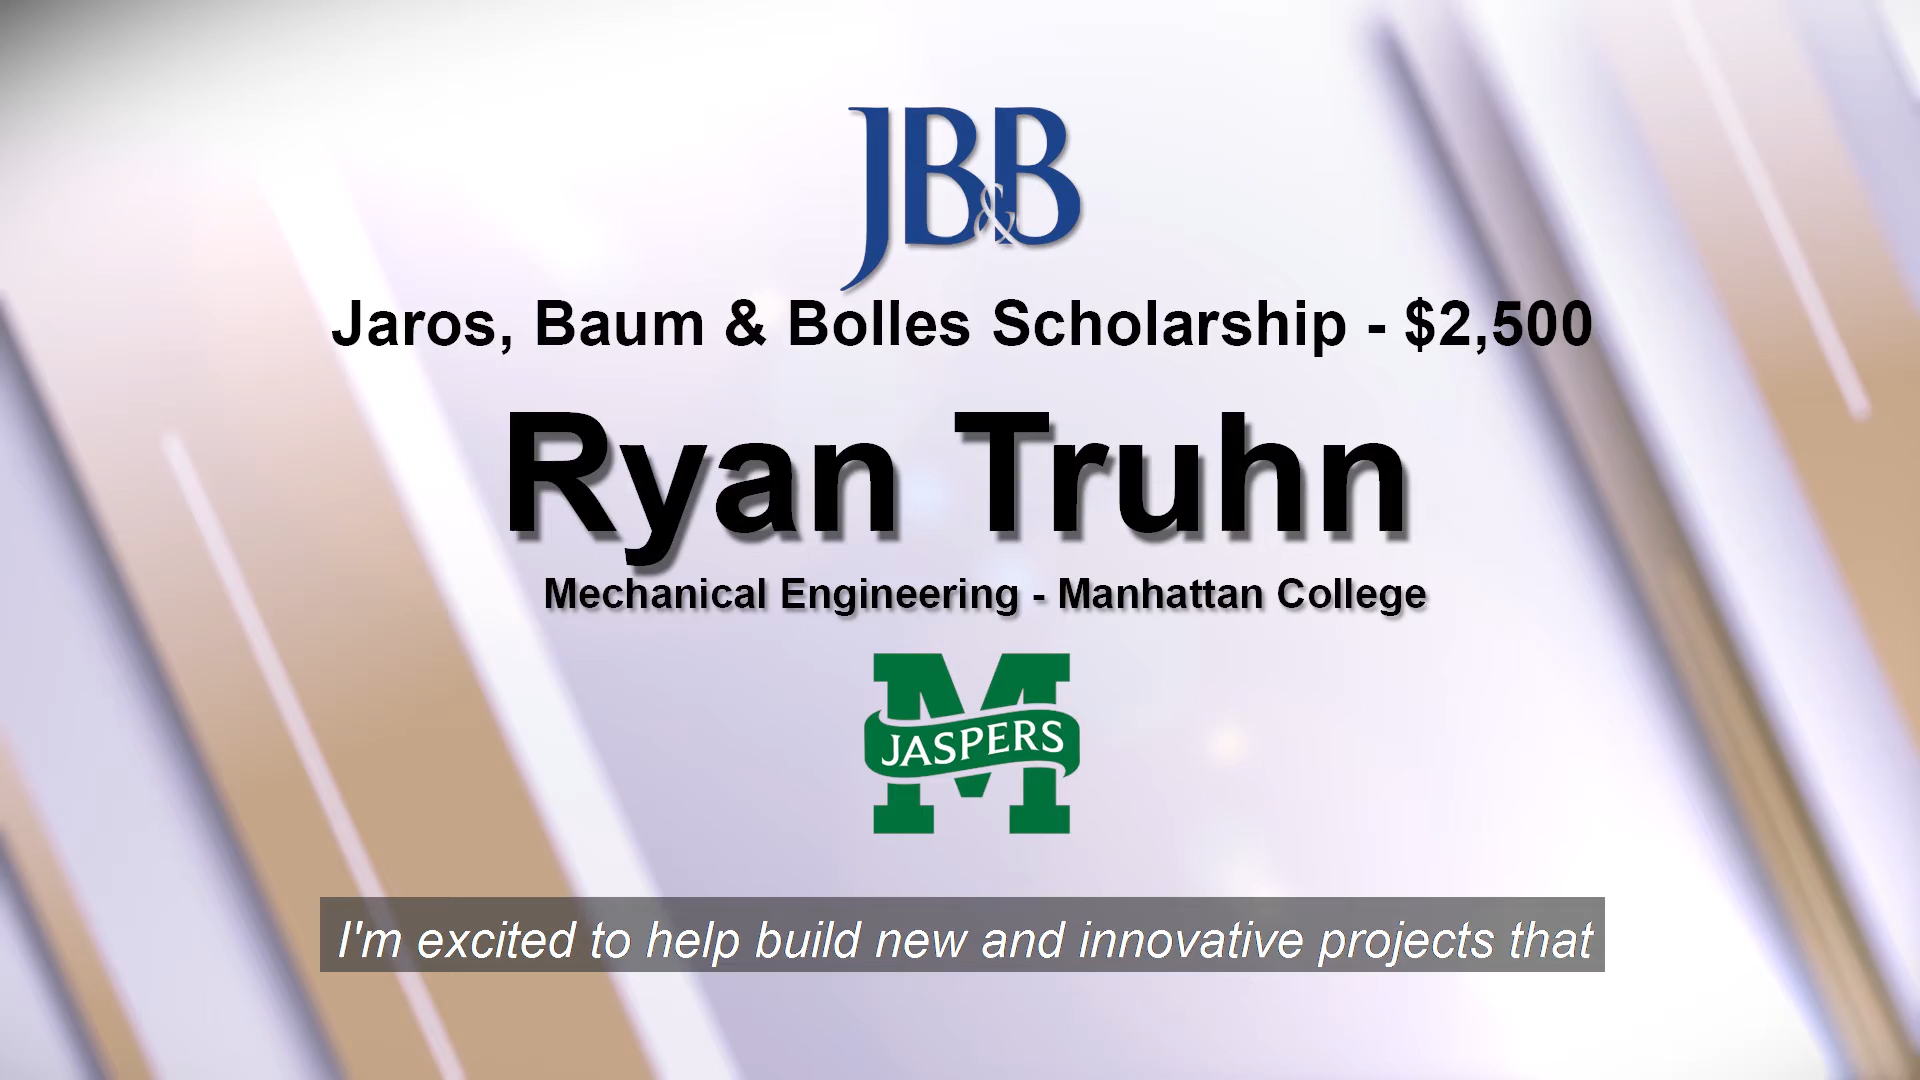 JB&B
Jaros, Baum & Bolles Scholarship - $2,500
Ryan Truhn
Mechanical Engineering - Manhattan College
M
JASPERS
I'm excited to help build new and innovative projects that